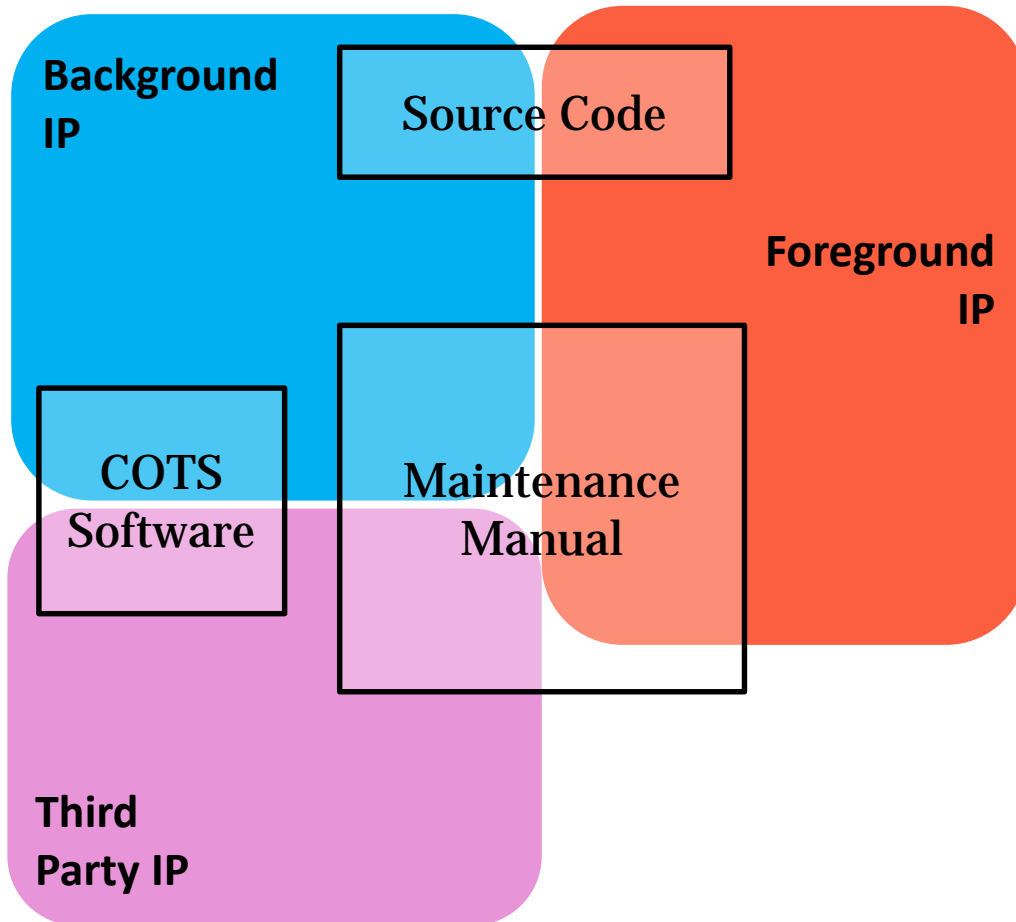 Background
IP
Source Code
Foreground
IP
COTS
Software
Maintenance
Manual
Third
Party IP